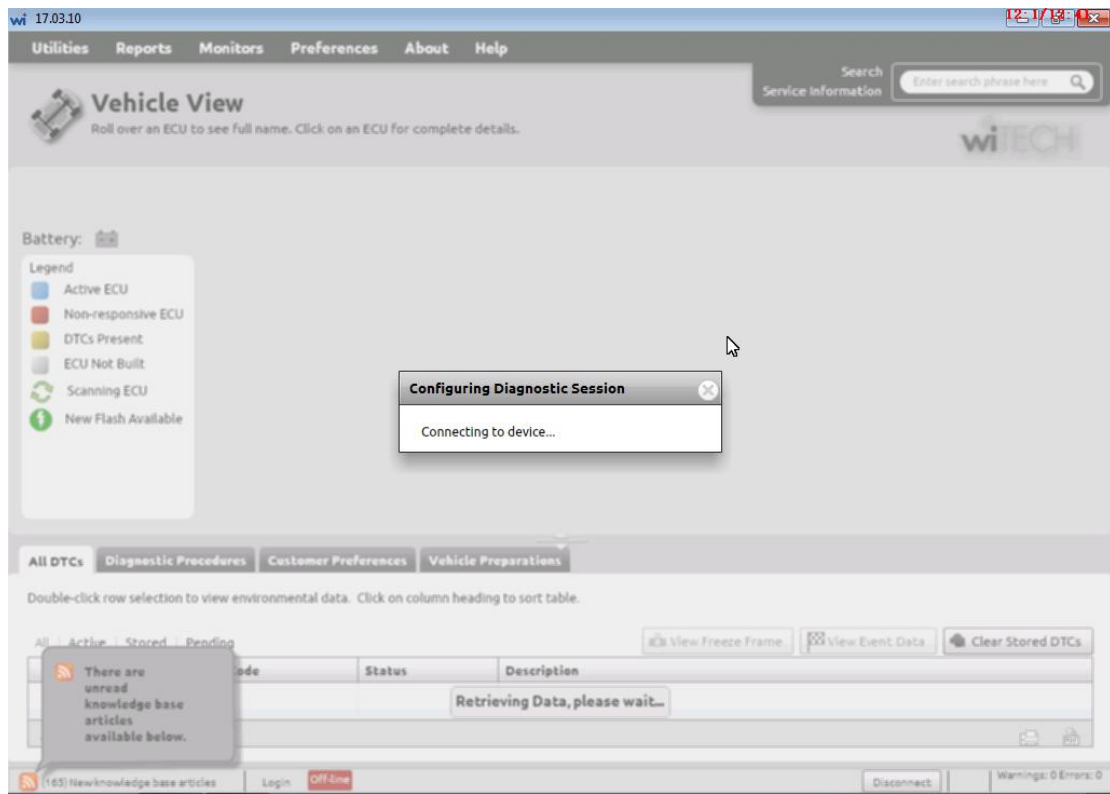 wi 17.03.10
Utilities Reports Monitors Preferences About Help
Search
Service Information
Enter search phrase here
Vehicle View
Roll over an ECU to see full name. Click on an ECU for complete details.
wiTECH
Battery:
Legend
Active ECU
Non-responsive ECU
DTCs Present
ECU Not Built
Scanning ECU
New Flash Available
Configuring Diagnostic Session
Connecting to device...
All DTCs Diagnostic Procedures Customer Preferences Vehicle Preparations
Double-click row selection to view environmental data. Click on column heading to sort table.
All Active Stored Pending
View Freeze Frame View Event Data Clear Stored DTCs
ode Status Description
Retrieving Data, please wait...
There are
unread
knowledge base
articles
available below.
(165) New knowledge base articles Login Off-line Disconnect Warnings: 0 Errors: 0